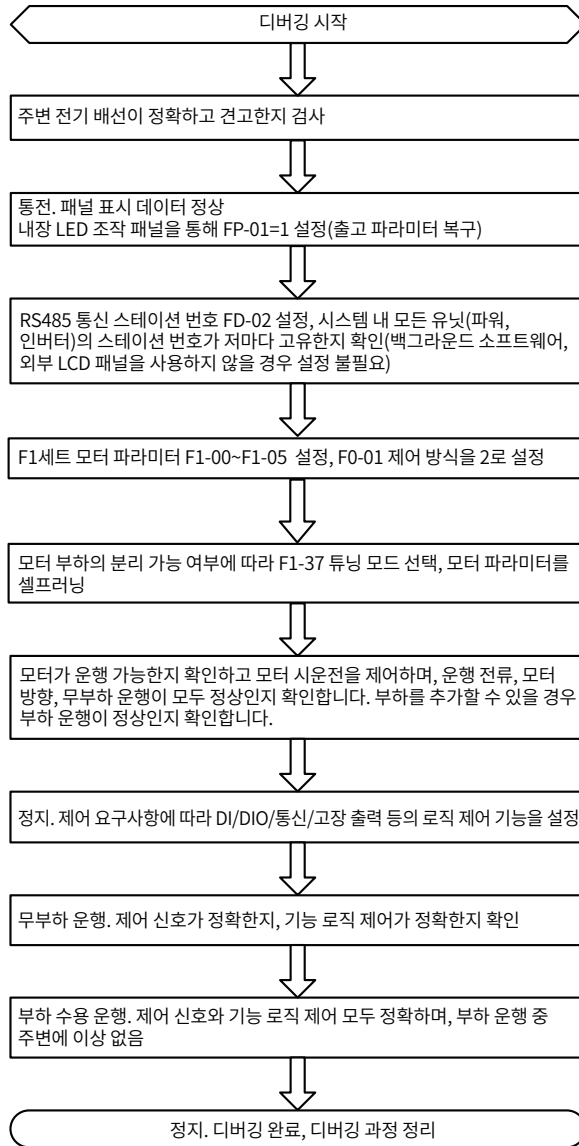 디버깅 시작
주변 전기 배선이 정확하고 견고한지 검사
통전. 패널 표시 데이터 정상
내장 LED 조작 패널을 통해 FP-01=1 설정(출고 파라미터 복구)
RS485 통신 스테이션 번호 FD-02 설정, 시스템 내 모든 유닛(파워,
인버터)의 스테이션 번호가 저마다 고유한지 확인(백그라운드 소프트웨어,
외부 LCD 패널을 사용하지 않을 경우 설정 불필요)
F1세트 모터 파라미터 F1-00~F1-05 설정, F0-01 제어 방식을 2로 설정
모터 부하의 분리 가능 여부에 따라 F1-37 튜닝 모드 선택, 모터 파라미터를
셀프러닝
모터가 운행 가능한지 확인하고 모터 시운전을 제어하며, 운행 전류, 모터
방향, 무부하 운행이 모두 정상인지 확인합니다. 부하를 추가할 수 있을 경우
부하 운행이 정상인지 확인합니다.
정지. 제어 요구사항에 따라 DI/DIO/통신/고장 출력 등의 로직 제어 기능을 설정
무부하 운행. 제어 신호가 정확한지, 기능 로직 제어가 정확한지 확인
부하 수용 운행. 제어 신호와 기능 로직 제어 모두 정확하며, 부하 운행 중
주변에 이상 없음
정지. 디버깅 완료, 디버깅 과정 정리